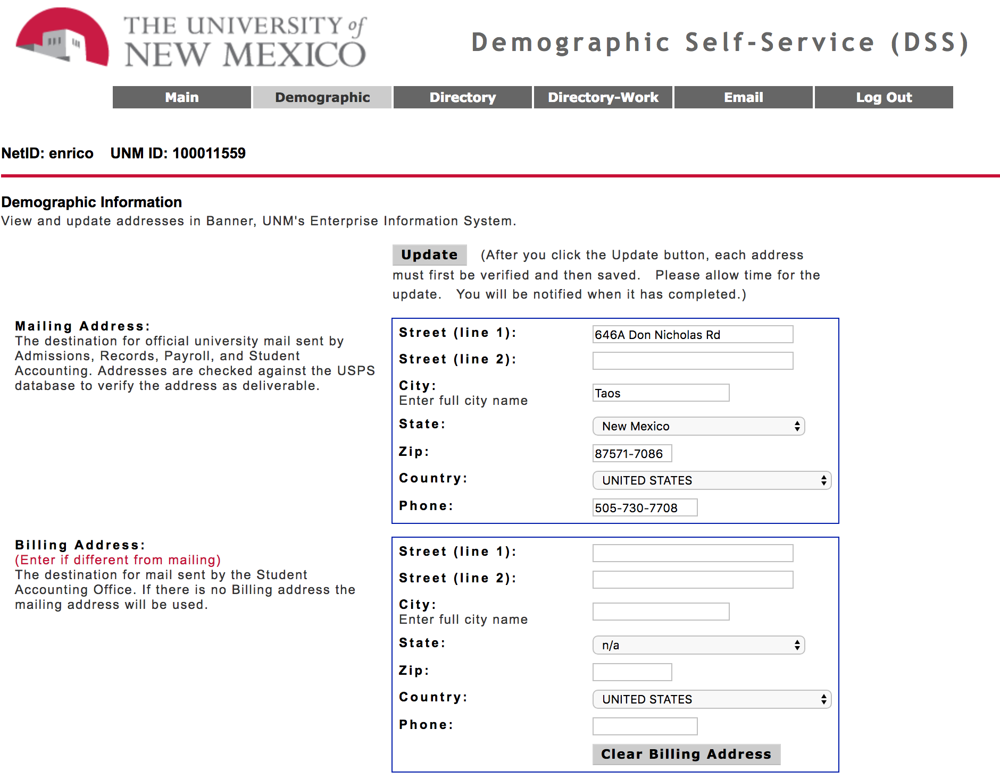 THE UNIVERSITY of
NEW MEXICO
Demographic Self-Service (DSS)
Main Demographic Directory Directory-Work Email Log Out
NetID: enrico UNM ID: 100011559
Demographic Information
View and update addresses in Banner, UNM's Enterprise Information System.
Update (After you click the Update button, each address
must first be verified and then saved. Please allow time for the
update. You will be notified when it has completed.)
Mailing Address:
The destination for official university mail sent by
Admissions, Records, Payroll, and Student
Accounting. Addresses are checked against the USPS
database to verify the address as deliverable.
Street (line 1): 646A Don Nicholas Rd
Street (line 2):
City: Taos
Enter full city name
State: New Mexico
Zip: 87571-7086
Country: UNITED STATES
Phone: 505-730-7708
Billing Address:
(Enter if different from mailing)
The destination for mail sent by the Student
Accounting Office. If there is no Billing address the
mailing address will be used.
Street (line 1):
Street (line 2):
City:
Enter full city name
State: n/a
Zip:
Country: UNITED STATES
Phone:
Clear Billing Address